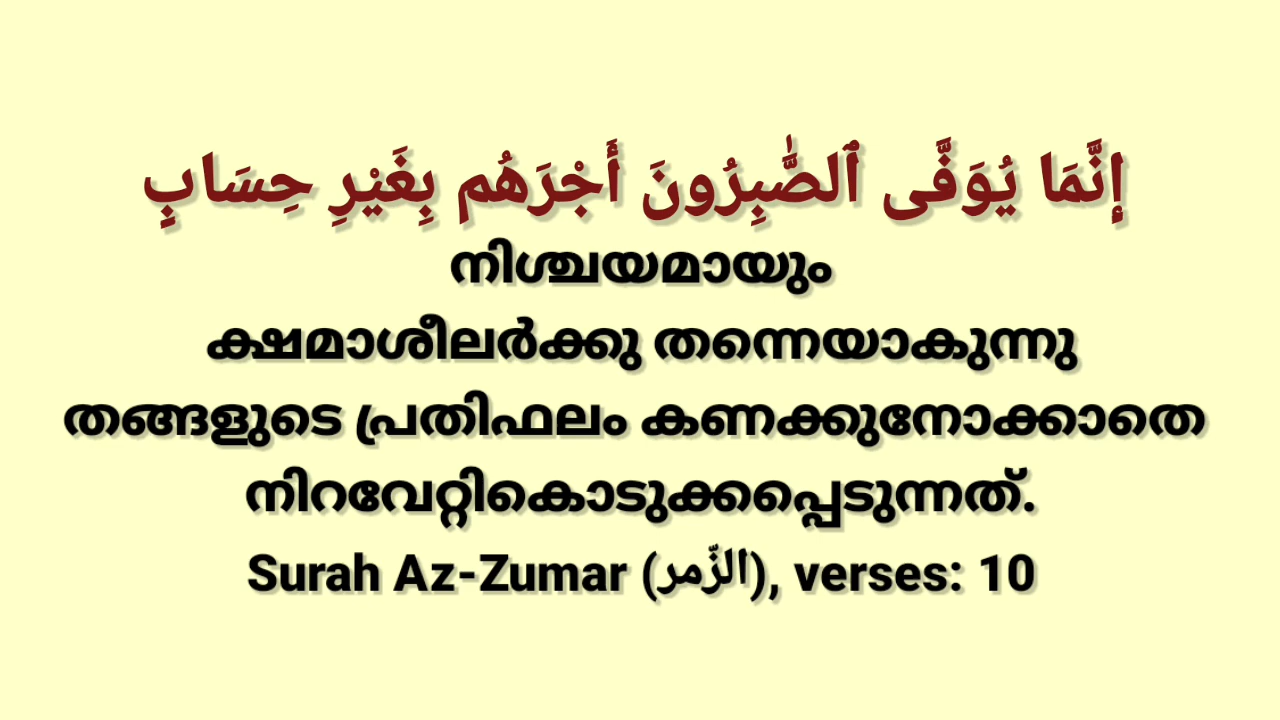 إِنَّمَا يُوَفَّى ٱلصَّٰبِرُونَ أَجْرَهُم بِغَيْرِ حِسَابٍ
നിശ്ചയമായും
ക്ഷമാശീലർക്കു തന്നെയാകുന്നു
തങ്ങളുടെ പ്രതിഫലം കണക്കുനോക്കാതെ
നിറവേറ്റികൊടുക്കപ്പെടുന്നത്.
Surah Az-Zumar (الزّمر), verses: 10